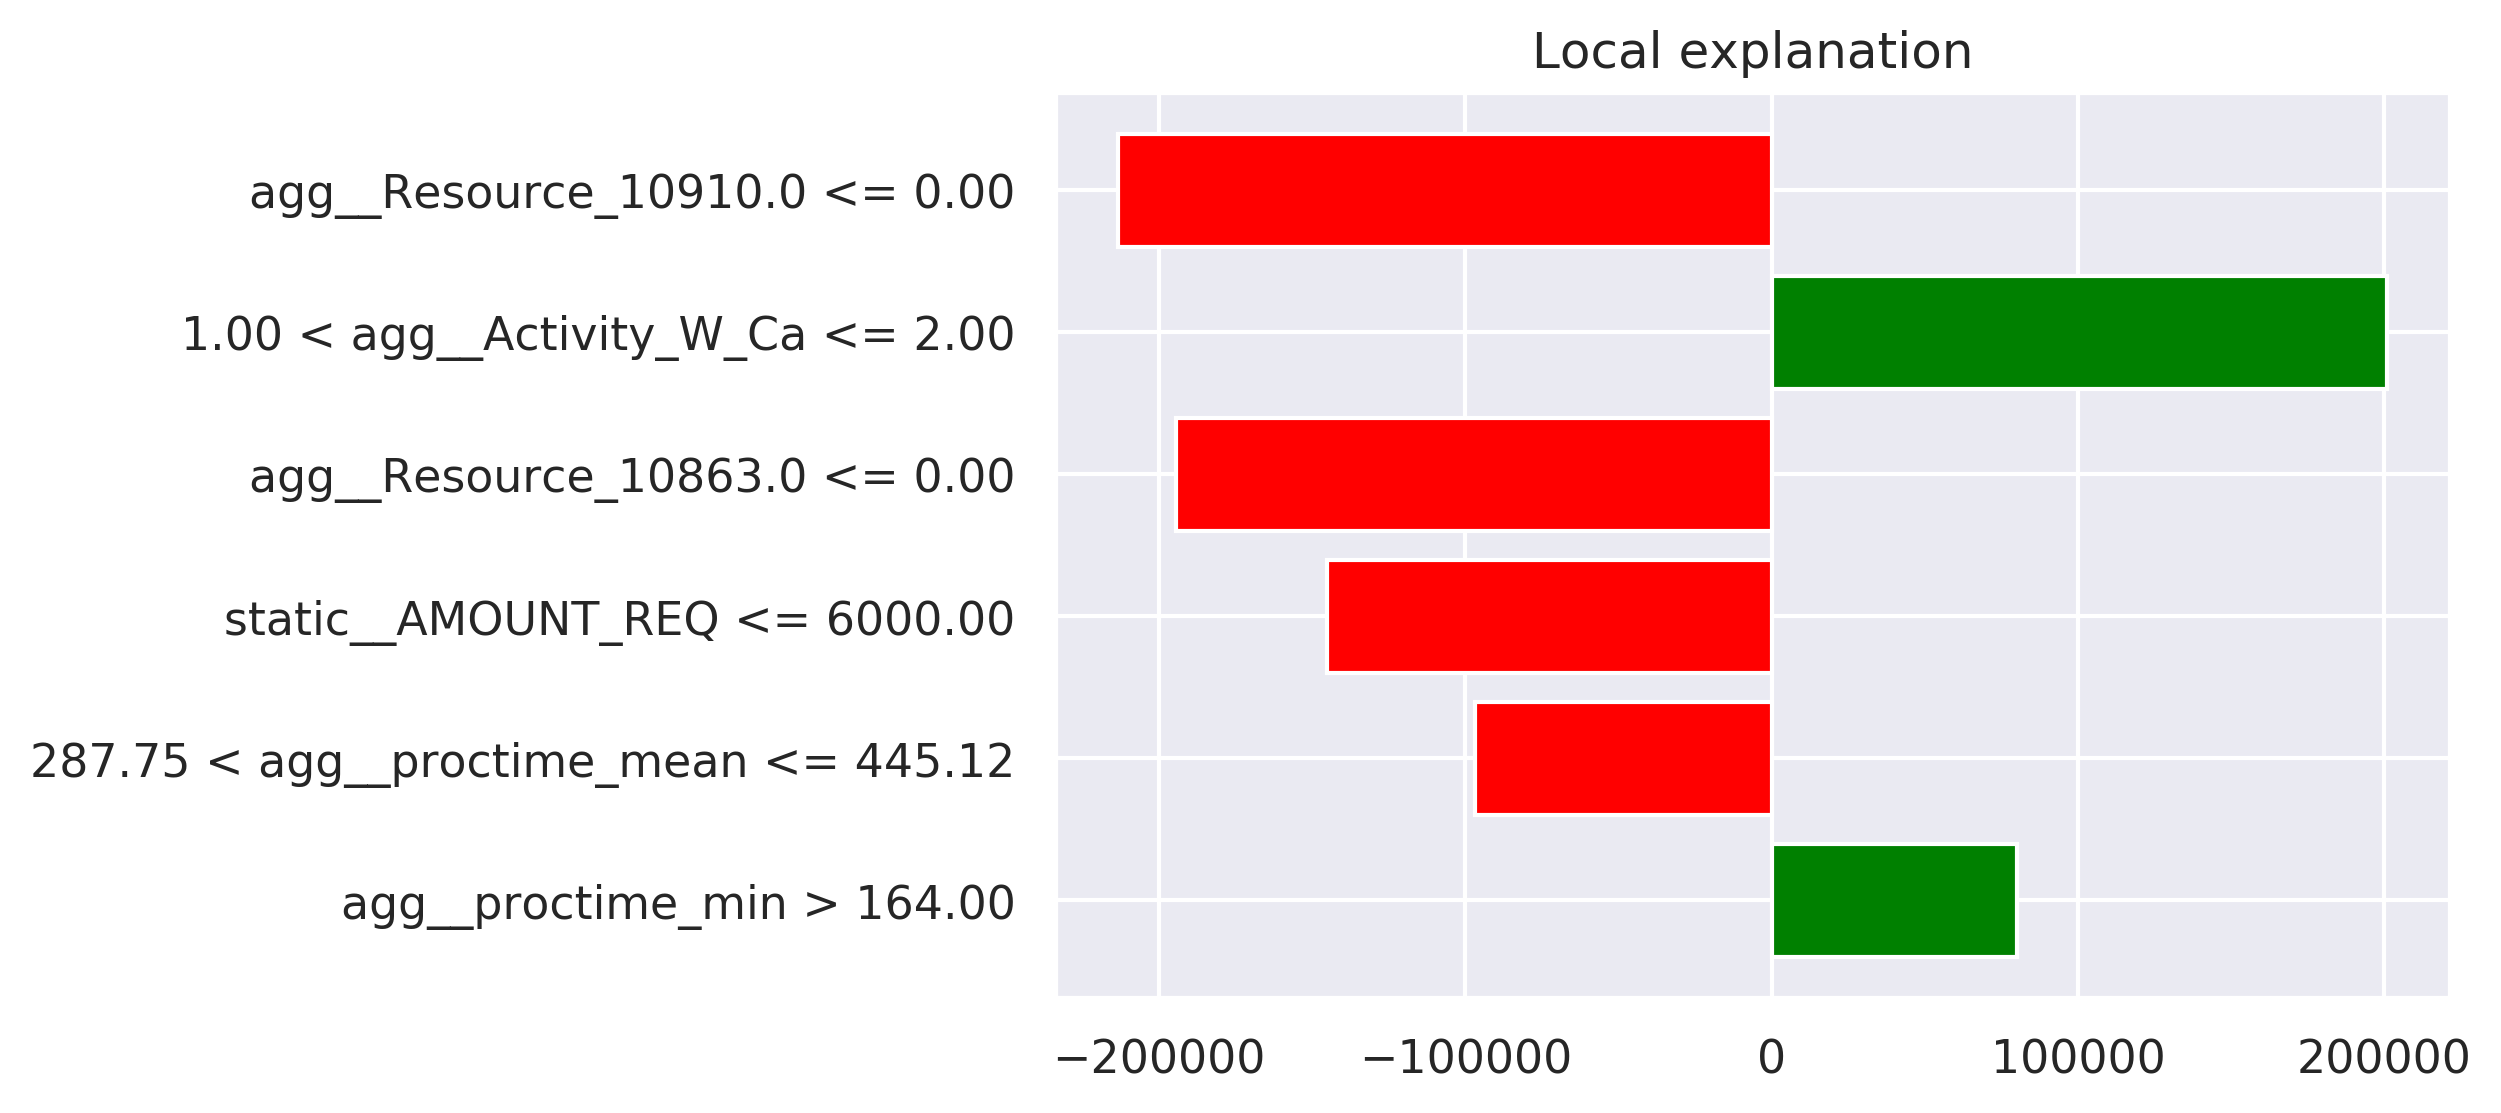 Local explanation
agg__Resource_10910.0 <= 0.00
1.00 < agg__Activity_W_Ca <= 2.00
agg__Resource_10863.0 <= 0.00
static__AMOUNT_REQ <= 6000.00
287.75 < agg__proctime_mean <= 445.12
agg__proctime_min > 164.00
−200000 −100000 0 100000 200000